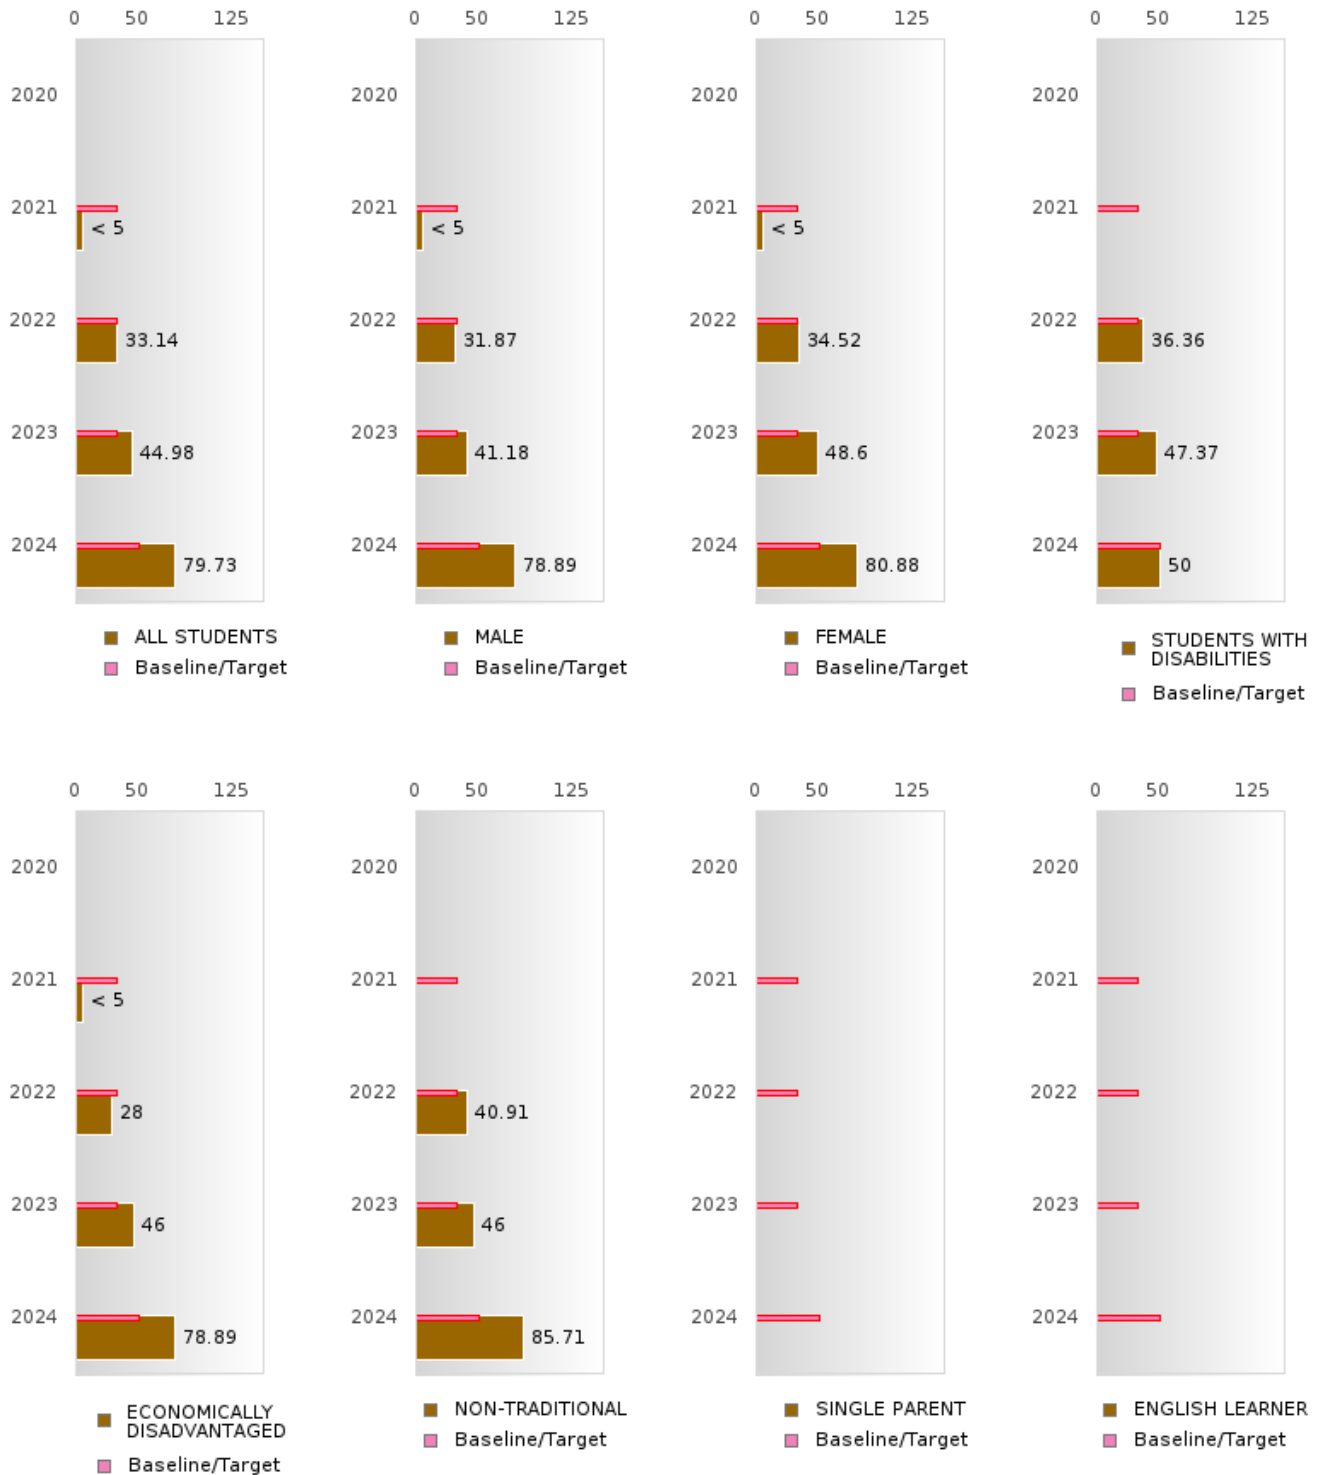 0 50 125
2020
2021
< 5
2022
33.14
2023
44.98
2024
79.73
ALL STUDENTS
Baseline/Target
0 50 125
2020
2021
< 5
2022
31.87
2023
41.18
2024
78.89
MALE
Baseline/Target
0 50 125
2020
2021
< 5
2022
34.52
2023
48.6
2024
80.88
FEMALE
Baseline/Target
0 50 125
2020
2021
2022
36.36
2023
47.37
2024
50
STUDENTS WITH
DISABILITIES
Baseline/Target
0 50 125
2020
2021
< 5
2022
28
2023
46
2024
78.89
ECONOMICALLY
DISADVANTAGED
Baseline/Target
0 50 125
2020
2021
2022
40.91
2023
46
2024
85.71
NON-TRADITIONAL
Baseline/Target
0 50 125
2020
2021
2022
2023
2024
SINGLE PARENT
Baseline/Target
0 50 125
2020
2021
2022
2023
2024
ENGLISH LEARNER
Baseline/Target